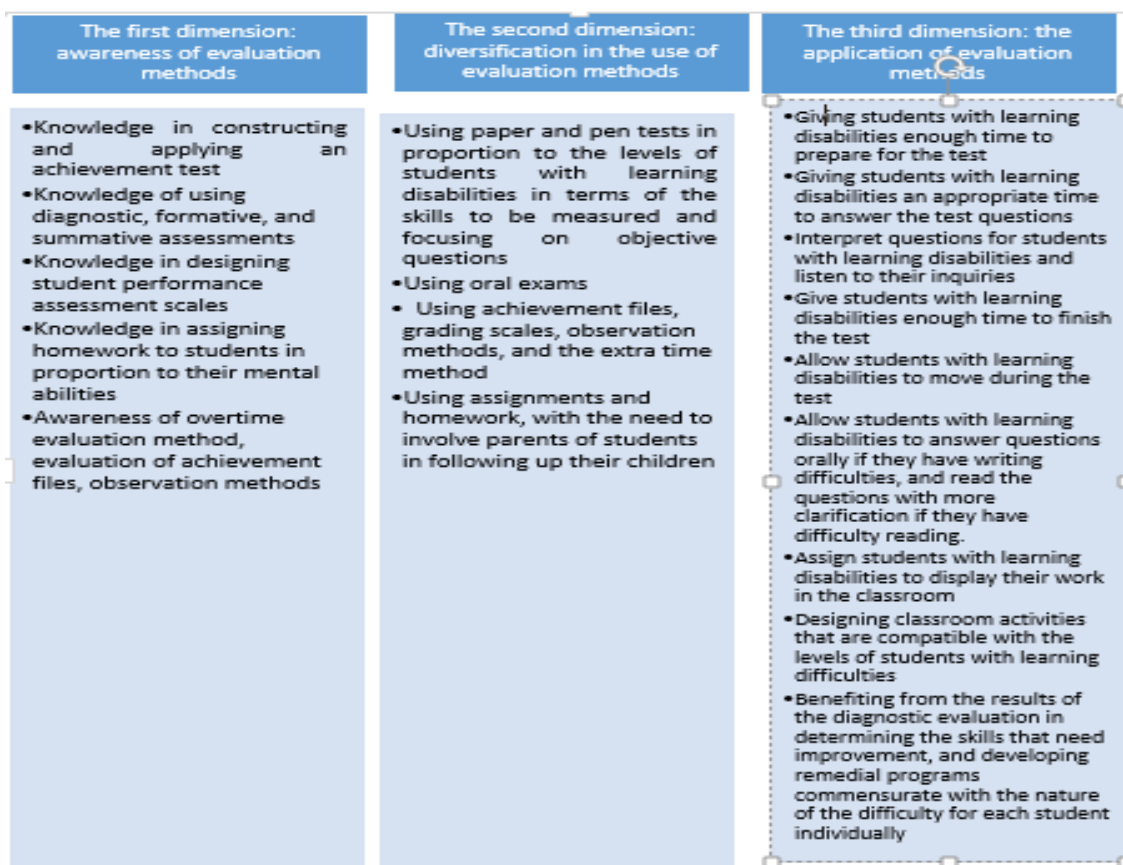 The first dimension:
awareness of evaluation
methods
•Knowledge in constructing
and applying an
achievement test
•Knowledge of using
diagnostic, formative, and
summative assessments
•Knowledge in designing
student performance
assessment scales
•Knowledge in assigning
homework to students in
proportion to their mental
abilities
•Awareness of overtime
evaluation method,
evaluation of achievement
files, observation methods
The second dimension:
diversification in the use of
evaluation methods
•Using paper and pen tests in
proportion to the levels of
students with learning
disabilities in terms of the
skills to be measured and
focusing on objective
questions
•Using oral exams
• Using achievement files,
grading scales, observation
methods, and the extra time
method
•Using assignments and
homework, with the need to
involve parents of students
in following up their children
The third dimension: the
application of evaluation
methods
•Giving students with learning
disabilities enough time to
prepare for the test
•Giving students with learning
disabilities an appropriate time
to answer the test questions
•Interpret questions for students
with learning disabilities and
listen to their inquiries
•Give students with learning
disabilities enough time to finish
the test
•Allow students with learning
disabilities to move during the
test
•Allow students with learning
disabilities to answer questions
orally if they have writing
difficulties, and read the
questions with more
clarification if they have
difficulty reading.
•Assign students with learning
disabilities to display their work
in the classroom
•Designing classroom activities
that are compatible with the
levels of students with learning
difficulties
•Benefiting from the results of
the diagnostic evaluation in
determining the skills that need
improvement, and developing
remedial programs
commensurate with the nature
of the difficulty for each student
individually